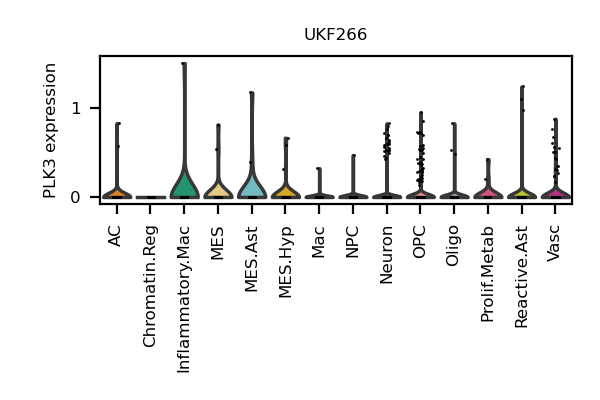 UKF266
PLK3 expression
1
0
AC
Chromatin.Reg
Inflammatory.Mac
MES
MES.Ast
MES.Hyp
Mac
NPC
Neuron
OPC
Oligo
Prolif.Metab
Reactive.Ast
Vasc